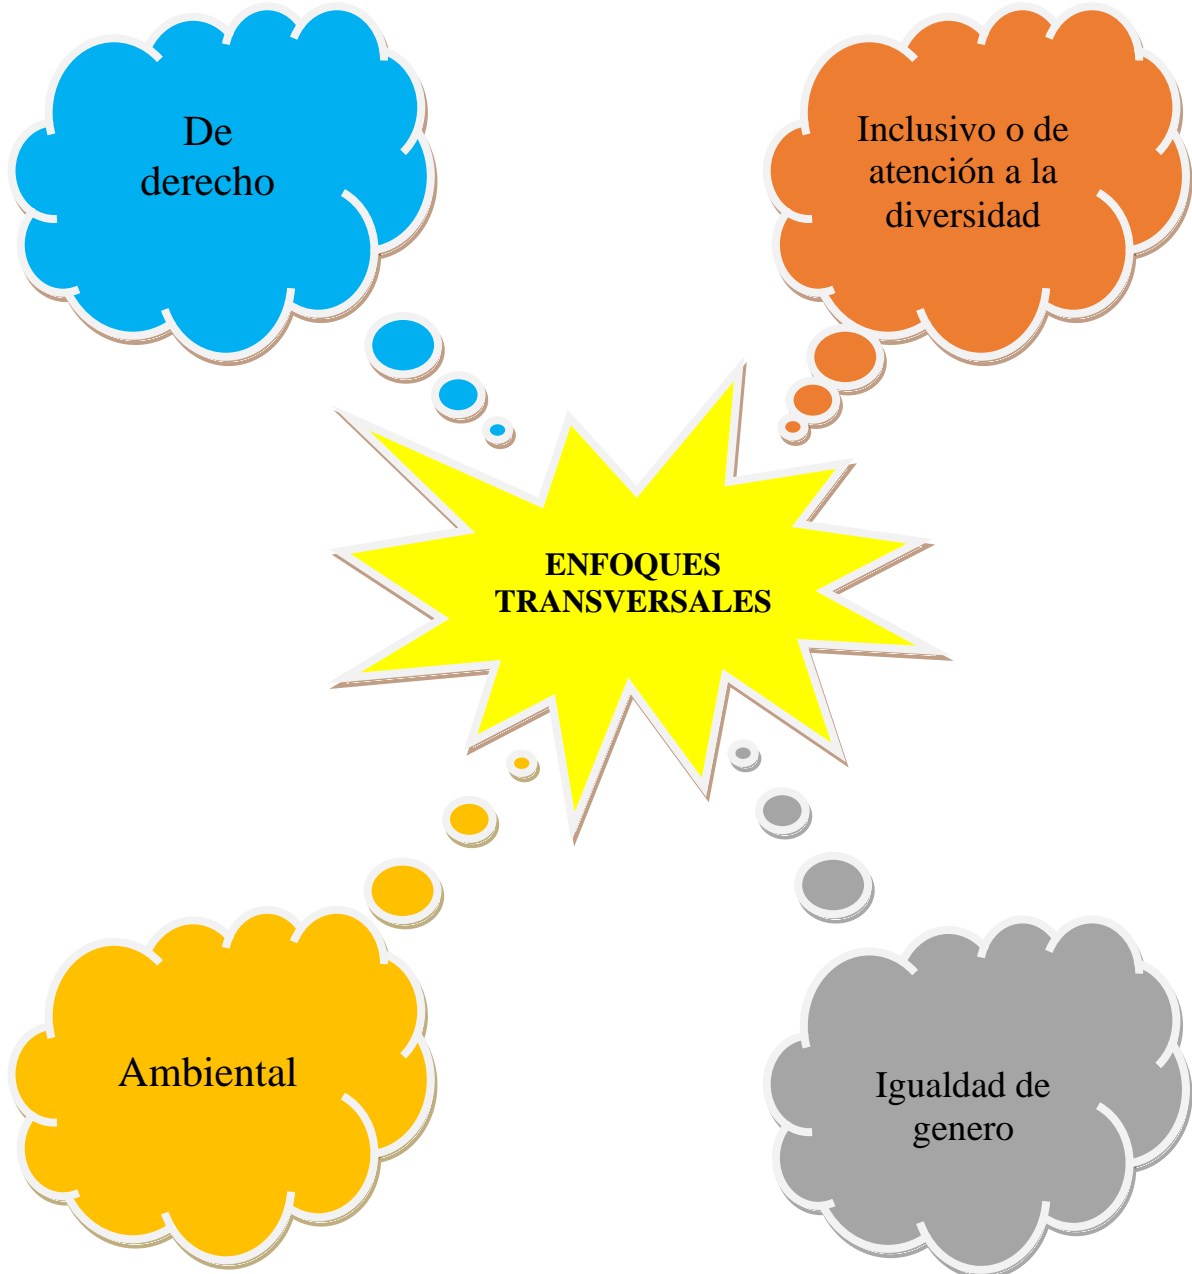 De
derecho
Inclusivo o de
atención a la
diversidad
ENFOQUES
TRANSVERSALES
Ambiental
Igualdad de
genero